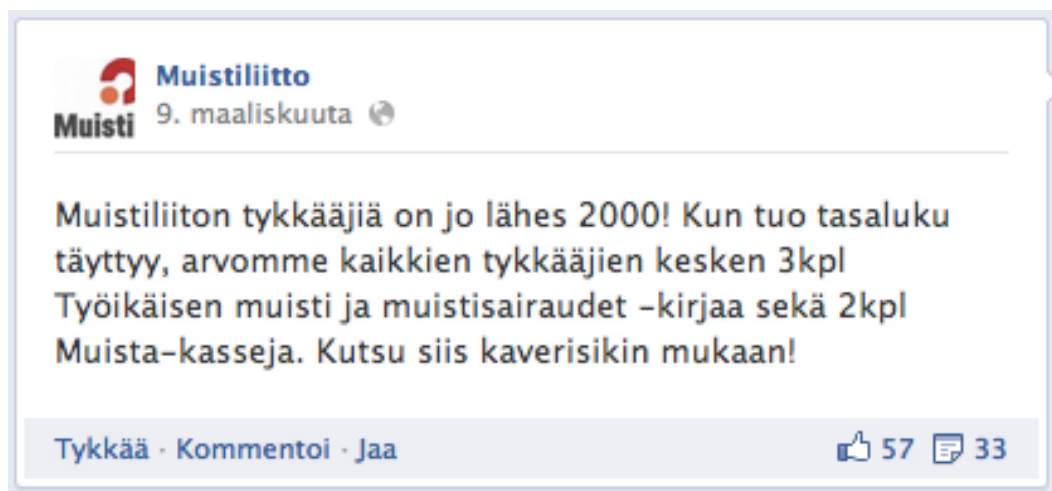 Muistiliitto
9. maaliskuuta
Muisti
Muistiliiton tykkääjiä on jo lähes 2000! Kun tuo tasaluku
täyttyy, arvomme kaikkien tykkääjien kesken 3kpl
Työikäisen muisti ja muistisairaudet -kirjaa sekä 2kpl
Muista-kasseja. Kutsu siis kaverisikin mukaan!
Tykkää · Kommentoi · Jaa 57 33